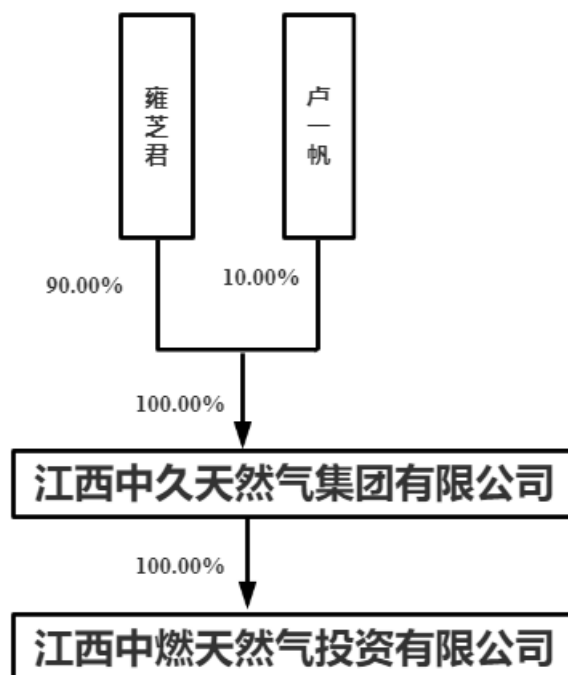 雍芝君
卢一帆
90.00%
10.00%
100.00%
江西中久天然气集团有限公司
100.00%
江西中燃天然气投资有限公司